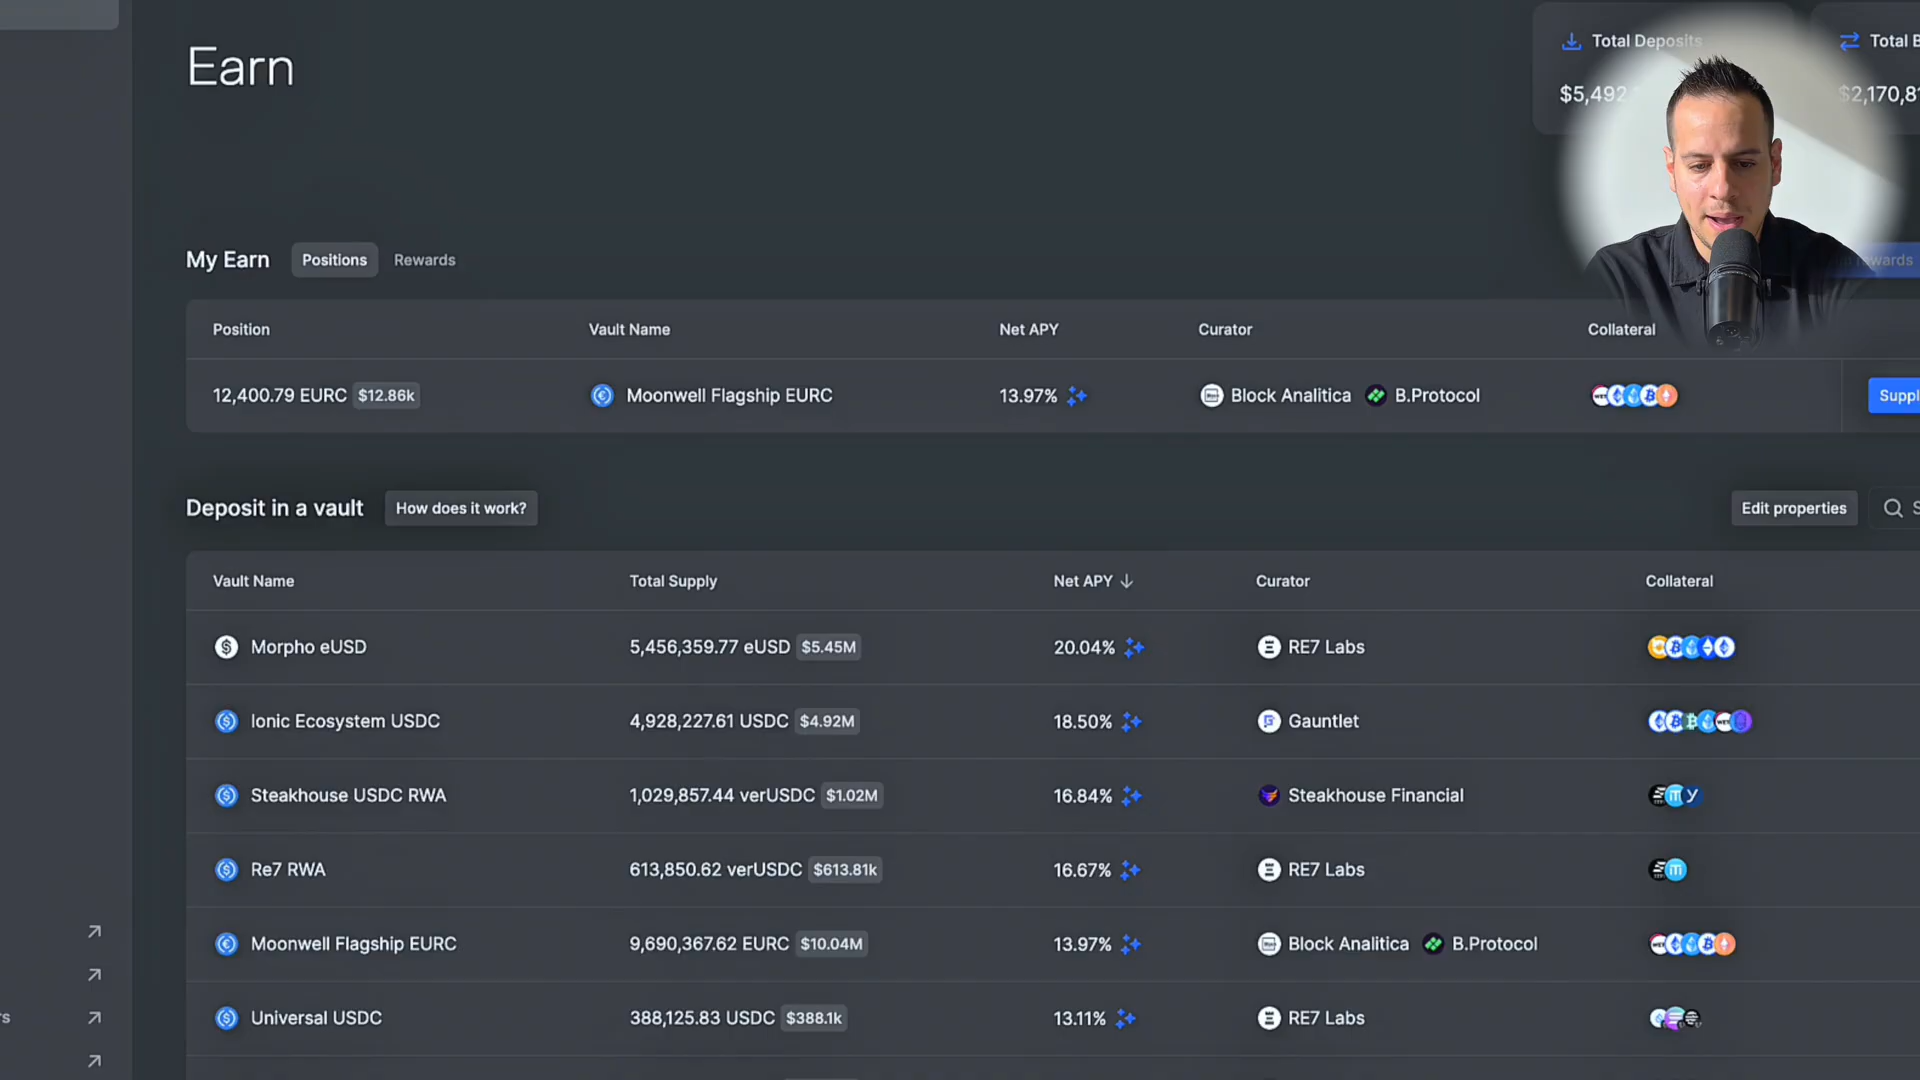 Earn
Total Deposits
Total B
$5,492
$2,170,81
My Earn Positions Rewards
rewards
Position Vault Name Net APY Curator Collateral
12,400.79 EURC $12.86k Moonwell Flagship EURC 13.97% Block Analitica B.Protocol Suppl
Deposit in a vault How does it work? Edit properties S
Vault Name Total Supply Net APY ↓ Curator Collateral
Morpho eUSD 5,456,359.77 eUSD $5.45M 20.04% RE7 Labs
Ionic Ecosystem USDC 4,928,227.61 USDC $4.92M 18.50% Gauntlet
Steakhouse USDC RWA 1,029,857.44 verUSDC $1.02M 16.84% Steakhouse Financial
Re7 RWA 613,850.62 verUSDC $613.81k 16.67% RE7 Labs
Moonwell Flagship EURC 9,690,367.62 EURC $10.04M 13.97% Block Analitica B.Protocol
Universal USDC 388,125.83 USDC $388.1k 13.11% RE7 Labs